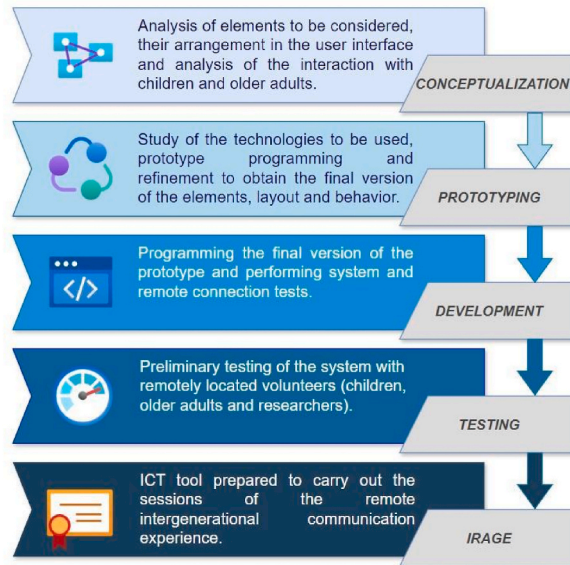 Analysis of elements to be considered,
their arrangement in the user interface
and analysis of the interaction with
children and older adults.
CONCEPTUALIZATION
Study of the technologies to be used,
prototype programming and
refinement to obtain the final version
of the elements, layout and behavior.
PROTOTYPING
Programming the final version of the
prototype and performing system and
remote connection tests.
</>
DEVELOPMENT
Preliminary testing of the system with
remotely located volunteers (children,
older adults and researchers).
TESTING
ICT tool prepared to carry out the
sessions of the remote
intergenerational communication
experience.
IRAGE